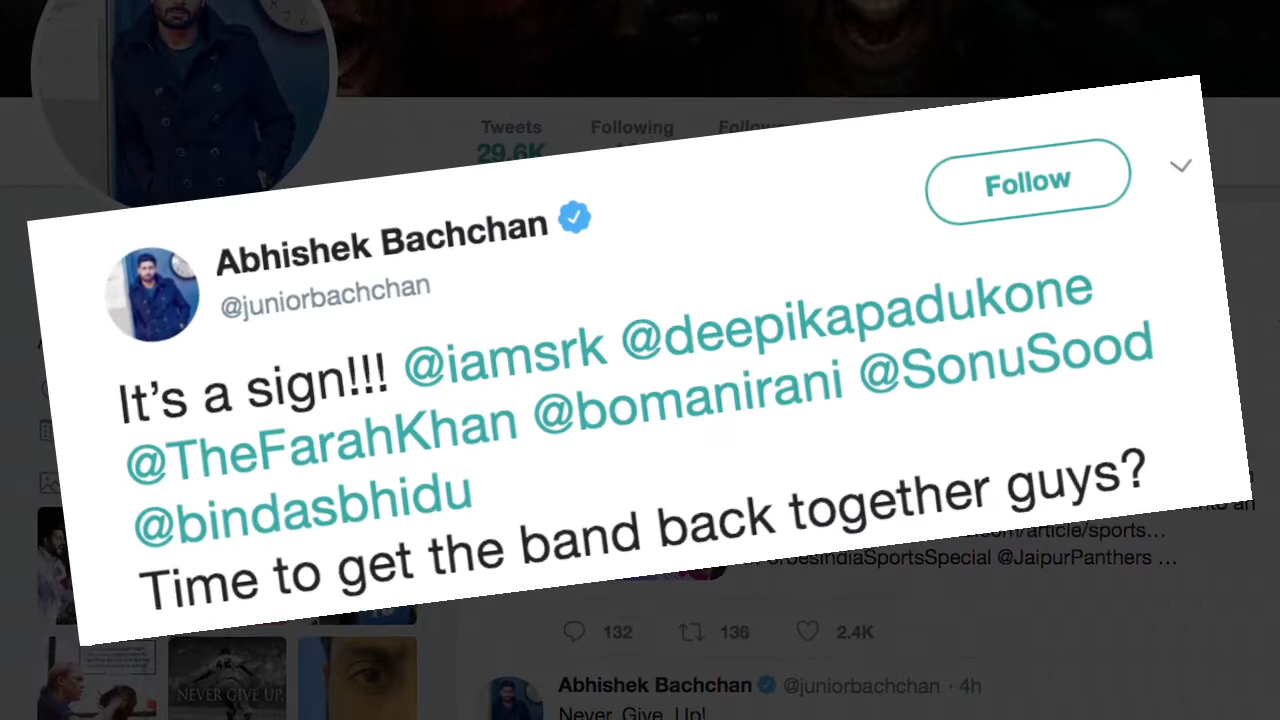 Tweets Following
29.6K
Abhishek Bachchan
@juniorbachchan
Follow
It’s a sign!!! @iamsrk @deepikapadukone
@TheFarahKhan @bomanirani @SonuSood
@bindasbhidu
Time to get the band back together guys?
@JaipurPanthers …
132 136 2.4K
NEVER GIVE UP
Abhishek Bachchan @juniorbachchan · 4h
Never Give Up!